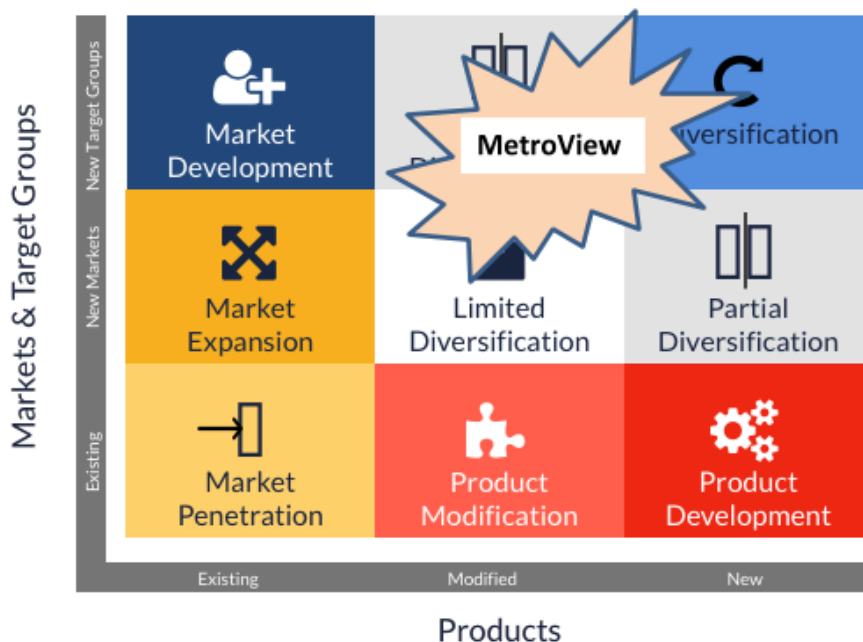 Markets & Target Groups
New Target Groups
New Markets
Existing
Market
Development
MetroView
iversification
Market
Expansion
Limited
Diversification
Partial
Diversification
Market
Penetration
Product
Modification
Product
Development
Existing
Modified
New
Products